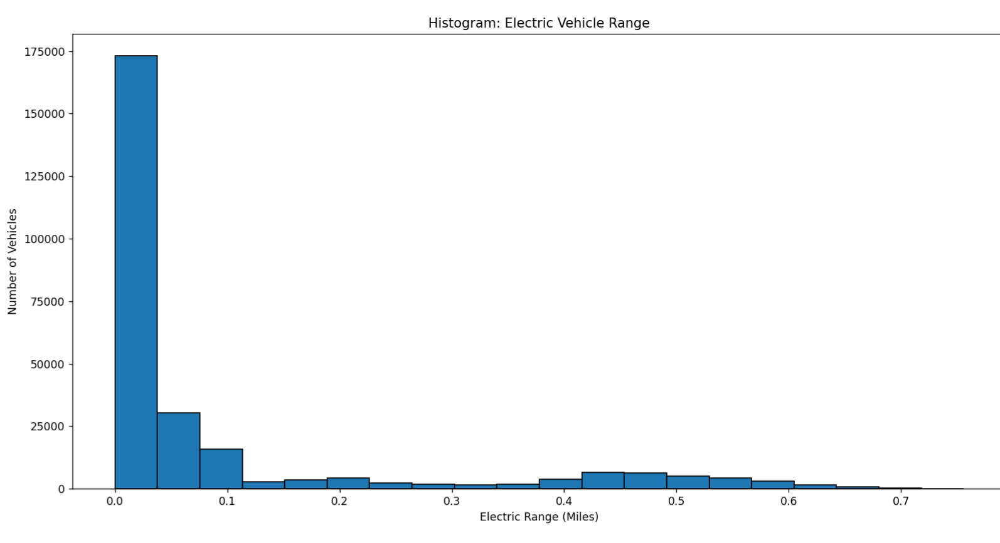 Histogram: Electric Vehicle Range
175000
150000
125000
100000
75000
50000
25000
0
Number of Vehicles
0.0 0.1 0.2 0.3 0.4 0.5 0.6 0.7
Electric Range (Miles)